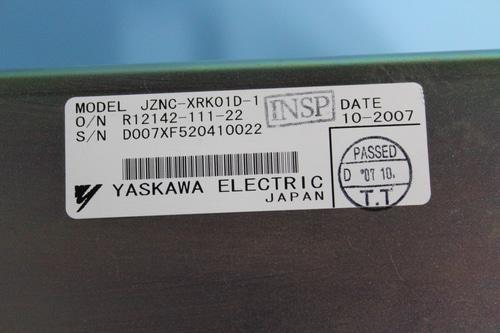 MODEL JZNC-XRK01D-1
O/N R12142-111-22
S/N D007XF520410022
INSP
DATE
10-2007
PASSED
D '07 10.
T.T
YASKAWA ELECTRIC
JAPAN